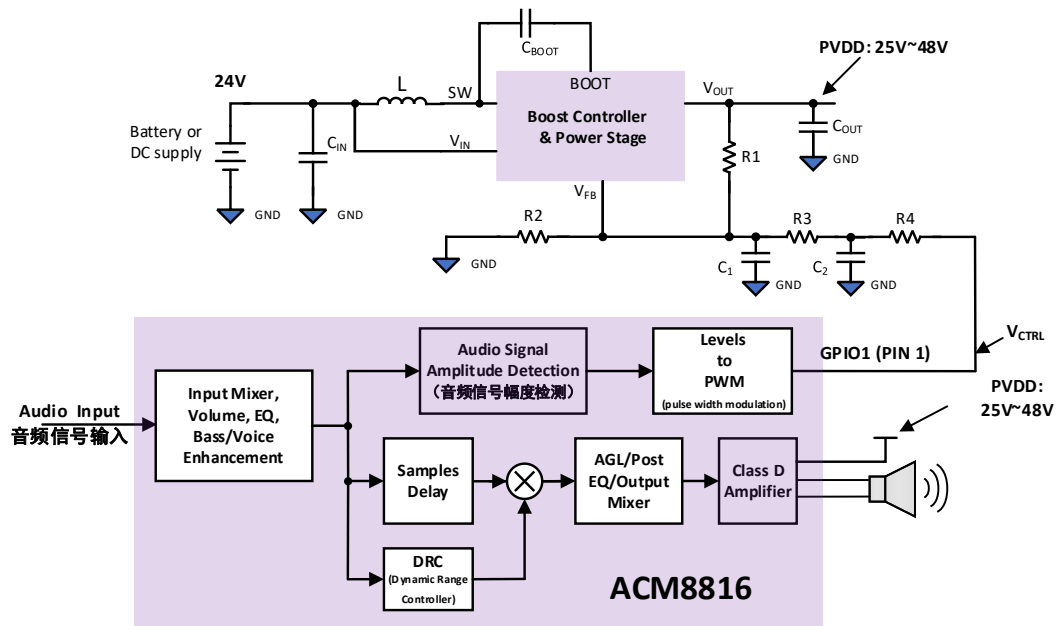 C_BOOT
PVDD: 25V~48V
24V
L
SW
BOOT
V_OUT
Boost Controller
& Power Stage
Battery or
DC supply
C_IN
V_IN
C_OUT
GND
R1
V_FB
GND
GND
R2
R3
R4
GND
C_1
GND
C_2
GND
V_CTRL
Audio Signal
Amplitude Detection
（音频信号幅度检测）
Levels
to
PWM
(pulse width modulation)
GPIO1 (PIN 1)
PVDD:
25V~48V
Audio Input
音频信号输入
Input Mixer,
Volume, EQ,
Bass/Voice
Enhancement
Samples
Delay
AGL/Post
EQ/Output
Mixer
Class D
Amplifier
DRC
(Dynamic Range
Controller)
ACM8816